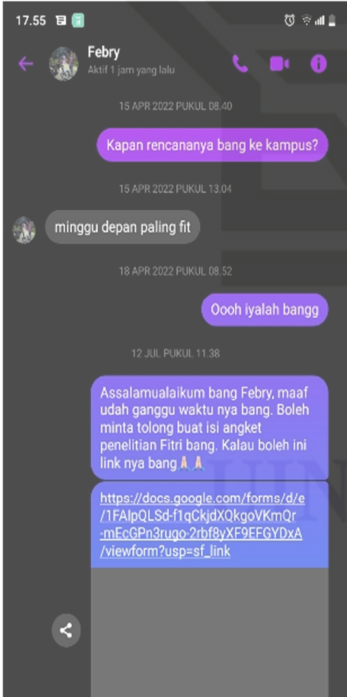 17.55
Febry
Aktif 1 jam yang lalu
15 APR 2022 PUKUL 08.40
Kapan rencananya bang ke kampus?
15 APR 2022 PUKUL 13.04
minggu depan paling fit
18 APR 2022 PUKUL 08.52
Oooh iyalah bangg
12 JUL PUKUL 11.38
Assalamualaikum bang Febry, maaf
udah ganggu waktu nya bang. Boleh
minta tolong buat isi angket
penelitian Fitri bang. Kalau boleh ini
link nya bang🙏🏻🙏🏻
https://docs.google.com/forms/d/e
/1FAIpQLSd-f1qCkjdXQkgoVKmQr
-mEcGPn3rugo-2rbf8yXF9EFGYDxA
/viewform?usp=sf_link
UIN